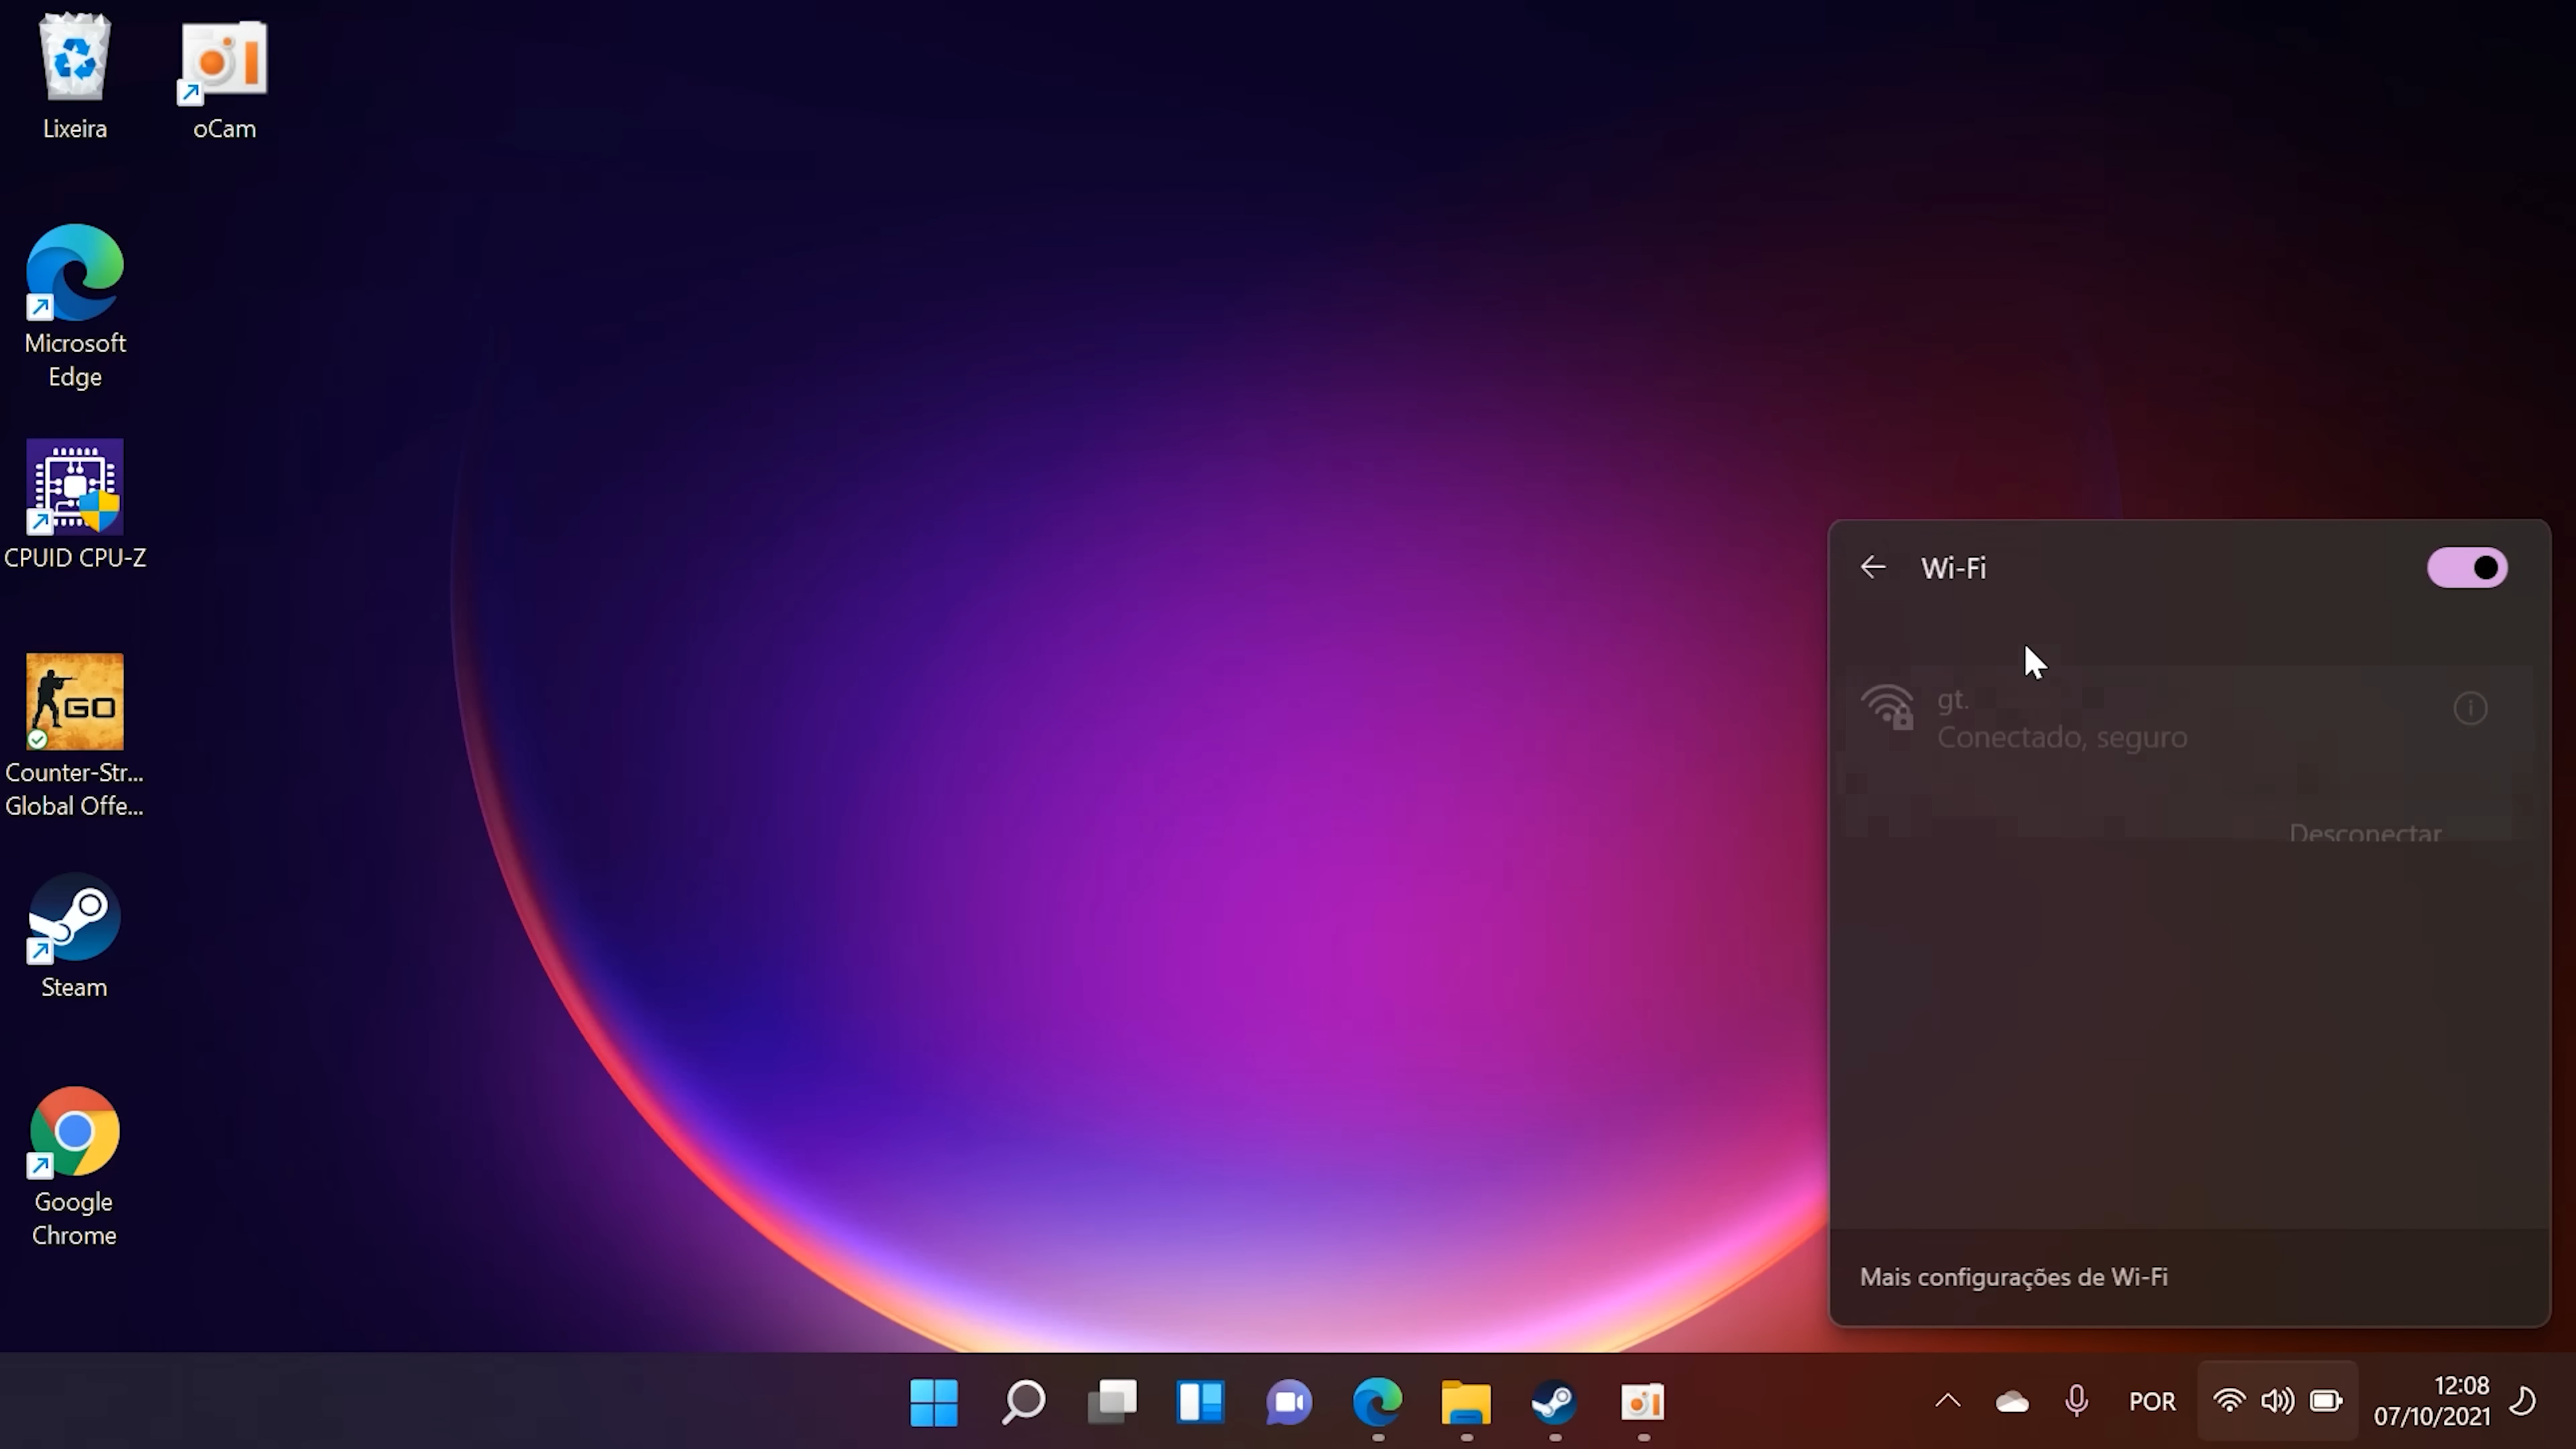 Lixeira
oCam
Microsoft
Edge
CPUID CPU-Z
GO
Counter-Str...
Global Offe...
Steam
Google
Chrome
Wi-Fi
gt.
Conectado, seguro
Desconectar
Mais configurações de Wi-Fi
POR
12:08
07/10/2021